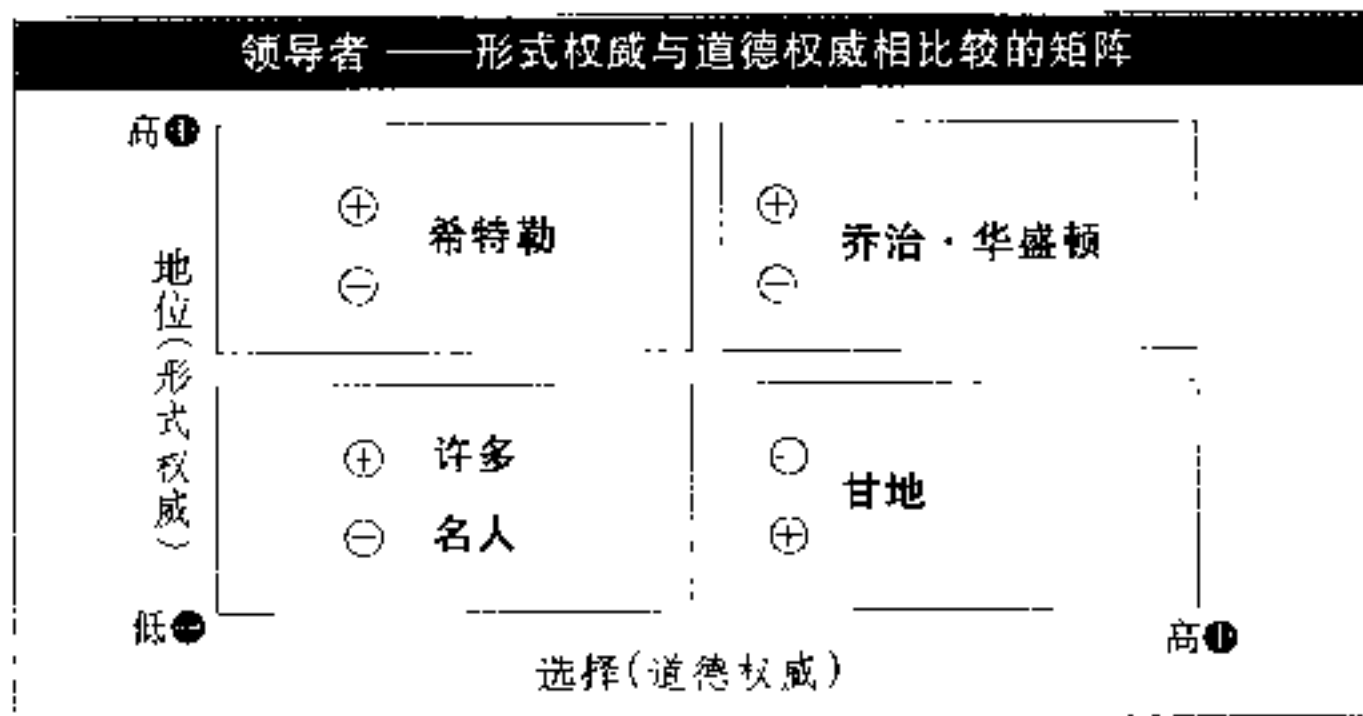 领导者——形式权威与道德权威相比较的矩阵
高
希特勒
乔治·华盛顿
地位(形式权威)
许多
名人
甘地
低
高
选择(道德权威)